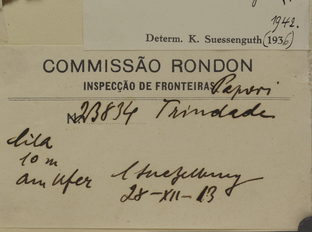 1942.
Determ. K. Suessenguth (1936)
COMMISSÃO RONDON
INSPECÇÃO DE FRONTEIRAS Papori
No 23834 Trindade
lila
10 m
am Ufer
28-XII-13